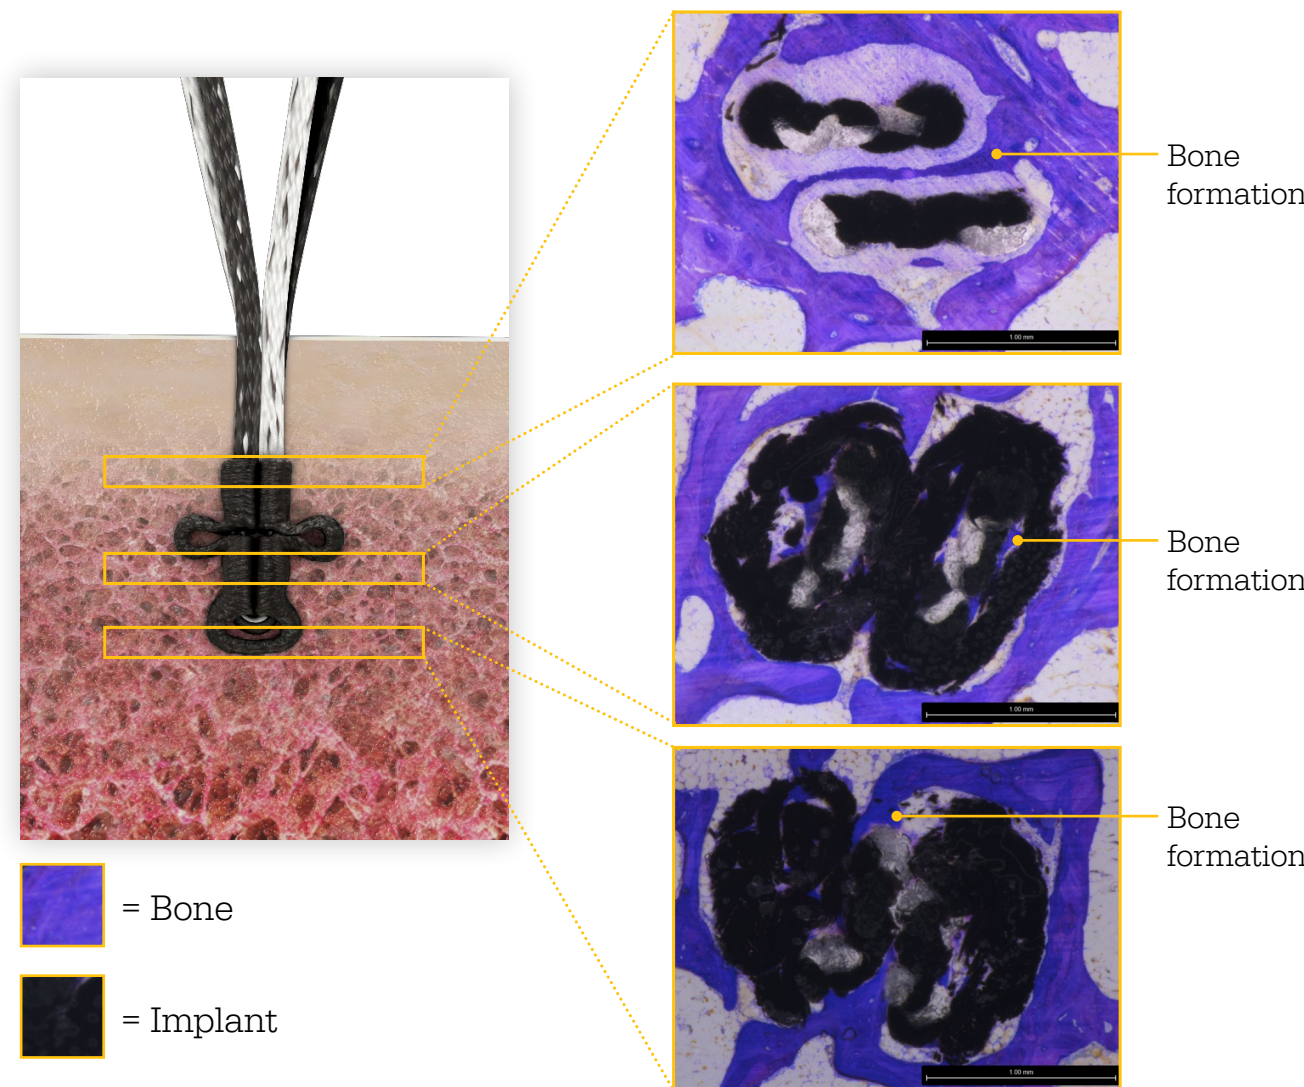 Bone
formation
1.00 mm
Bone
formation
1.00 mm
Bone
formation
1.00 mm
= Bone
= Implant